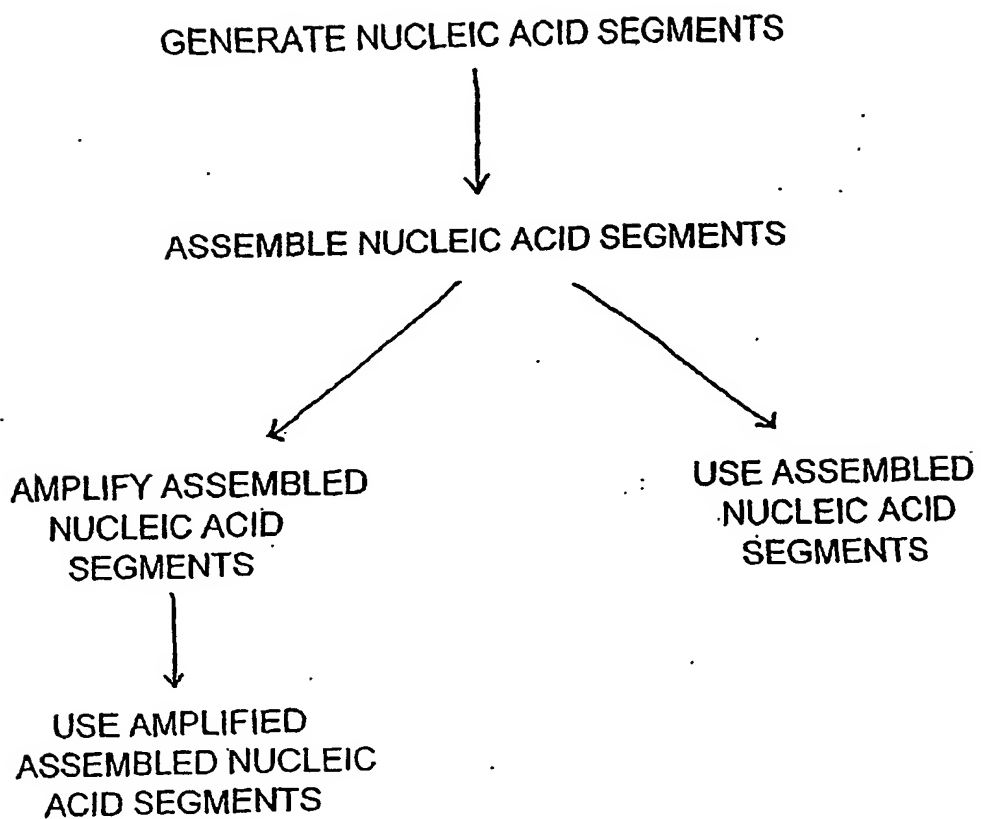 GENERATE NUCLEIC ACID SEGMENTS
ASSEMBLE NUCLEIC ACID SEGMENTS
AMPLIFY ASSEMBLED
NUCLEIC ACID
SEGMENTS
USE ASSEMBLED
NUCLEIC ACID
SEGMENTS
USE AMPLIFIED
ASSEMBLED NUCLEIC
ACID SEGMENTS